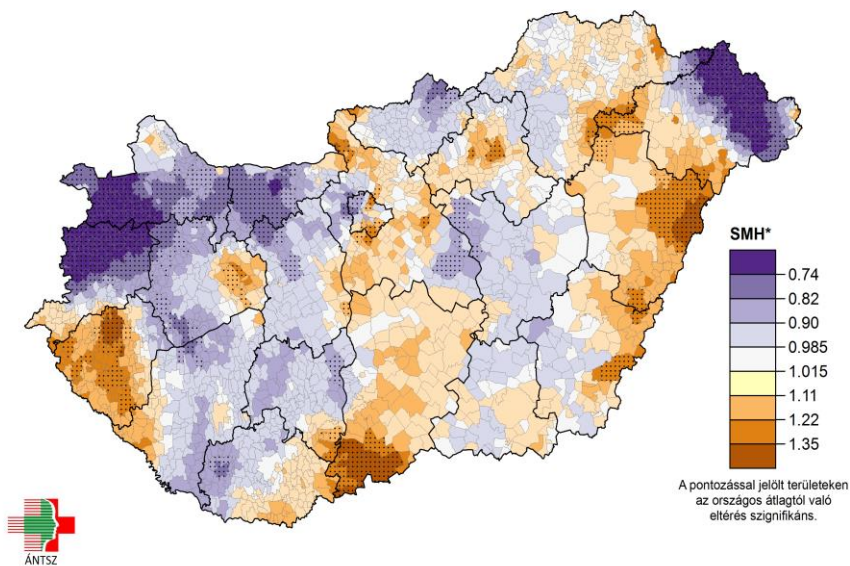 SMH*
0.74
0.82
0.90
0.985
1.015
1.11
1.22
1.35
A pontozással jelölt területeken
az országos átlagtól való
eltérés szignifikáns.
ÁNTSZ